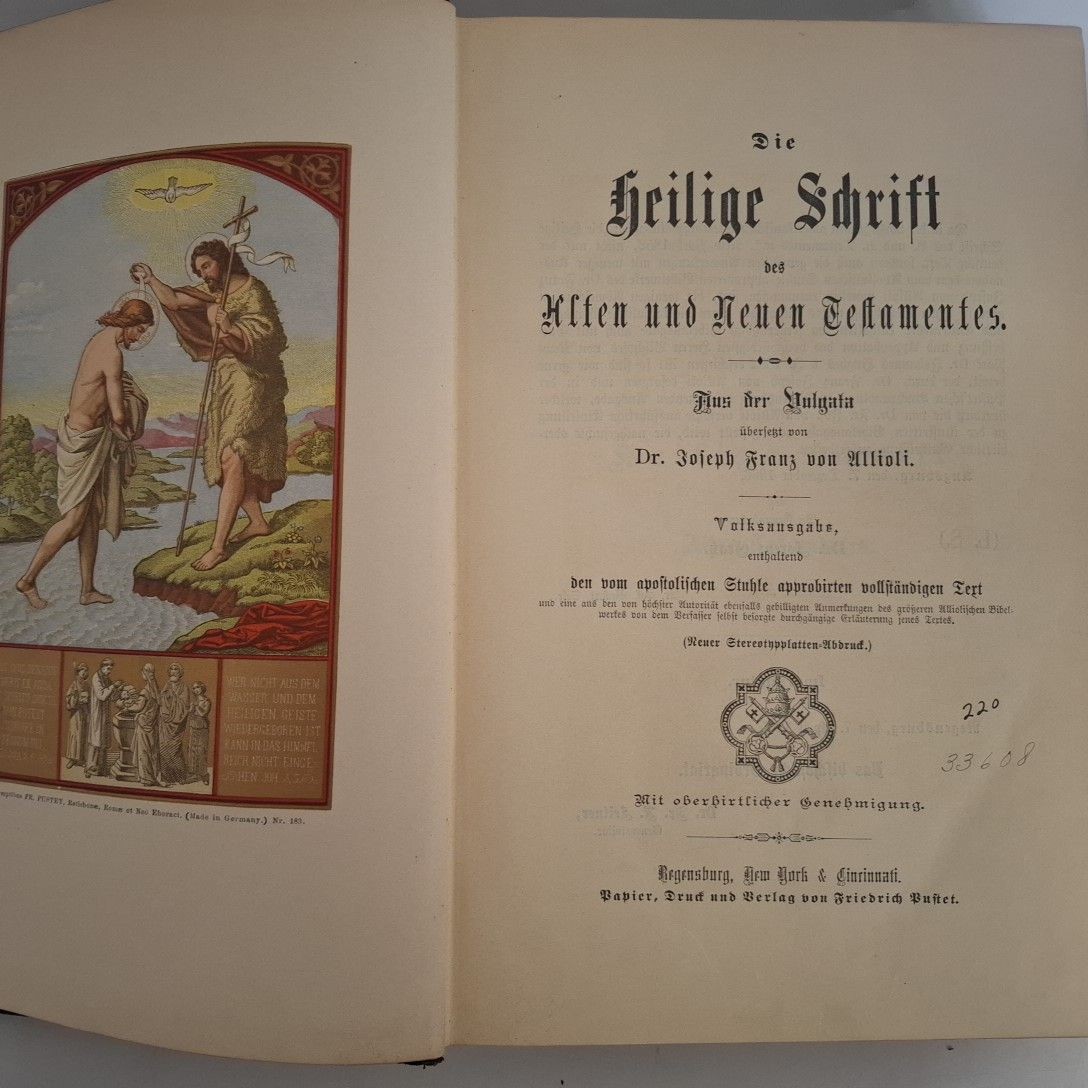 WER NICHT AUS DEM
WASSER UND DEM
HEILIGEN GEISTE
WIEDERGEBOREN IST
KANN IN DAS HIMMEL
REICH NICHT EINGE-
FR. PUSTET, Ratisbonæ, Romæ et Neo Eboraci. (Made in Germany.) Nr. 183.
Die
Heilige Schrift
des
Alten und Neuen Testamentes.
Aus der Vulgata
übersetzt von
Dr. Joseph Franz von Allioli.
Volksausgabe,
enthaltend
den vom apostolischen Stuhle approbirten vollständigen Text
und eine aus den von höchster Autorität ebenfalls gebilligten Anmerkungen des größeren Alliolischen Bibel-
werkes von dem Verfasser selbst besorgte durchgängige Erläuterung jenes Textes.
(Neuer Stereotypplatten-Abdruck.)
220
33608
Mit oberhirtlicher Genehmigung.
Regensburg, New York & Cincinnati.
Papier, Druck und Verlag von Friedrich Pustet.